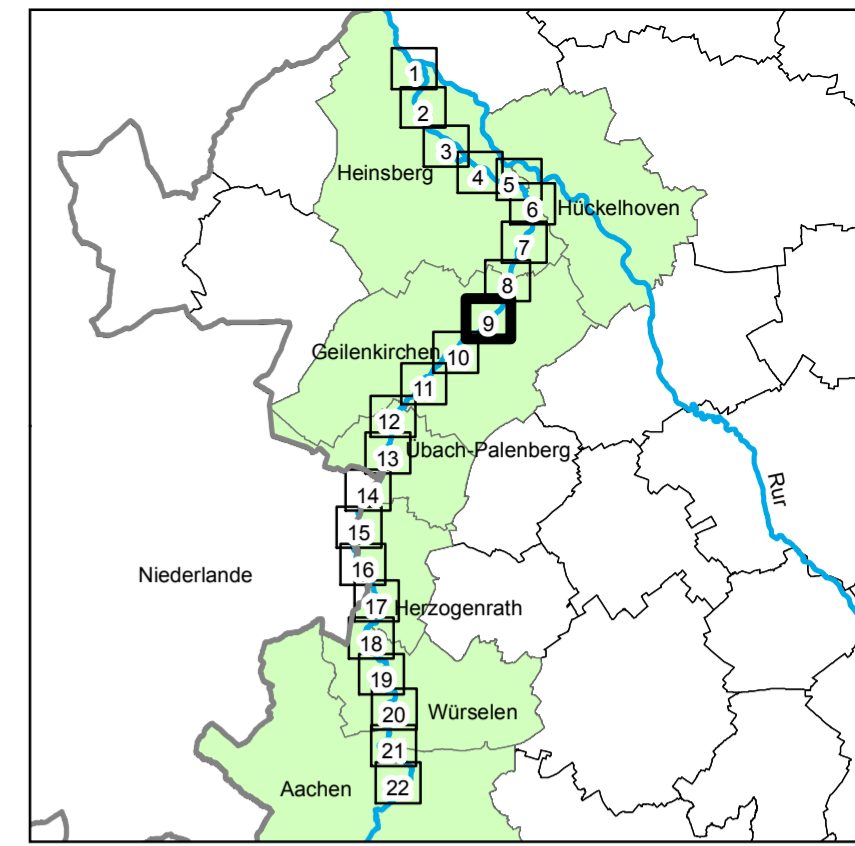 1
2
3
Heinsberg
4
5
6
Hückelhoven
7
8
9
Geilenkirchen
10
11
12
Übach-Palenberg
13
14
Rur
15
Niederlande
16
17
Herzogenrath
18
19
20
Würselen
21
Aachen
22